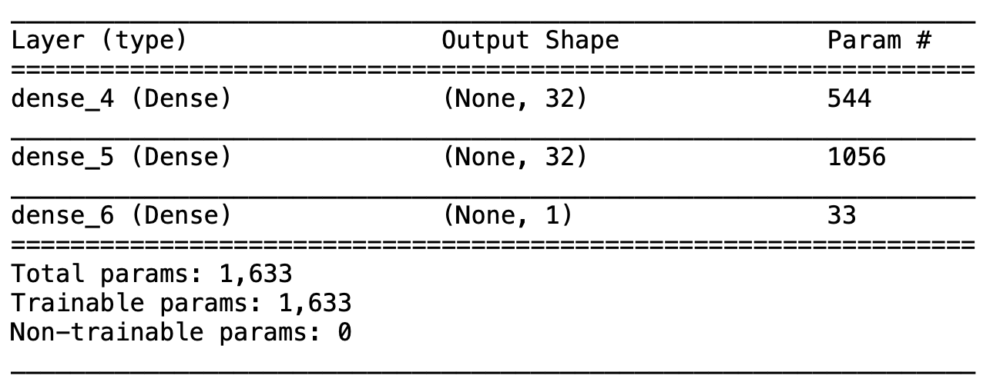 Layer (type) Output Shape Param #
=================================================================
dense_4 (Dense) (None, 32) 544
_________________________________________________________________
dense_5 (Dense) (None, 32) 1056
_________________________________________________________________
dense_6 (Dense) (None, 1) 33
=================================================================
Total params: 1,633
Trainable params: 1,633
Non-trainable params: 0
_________________________________________________________________